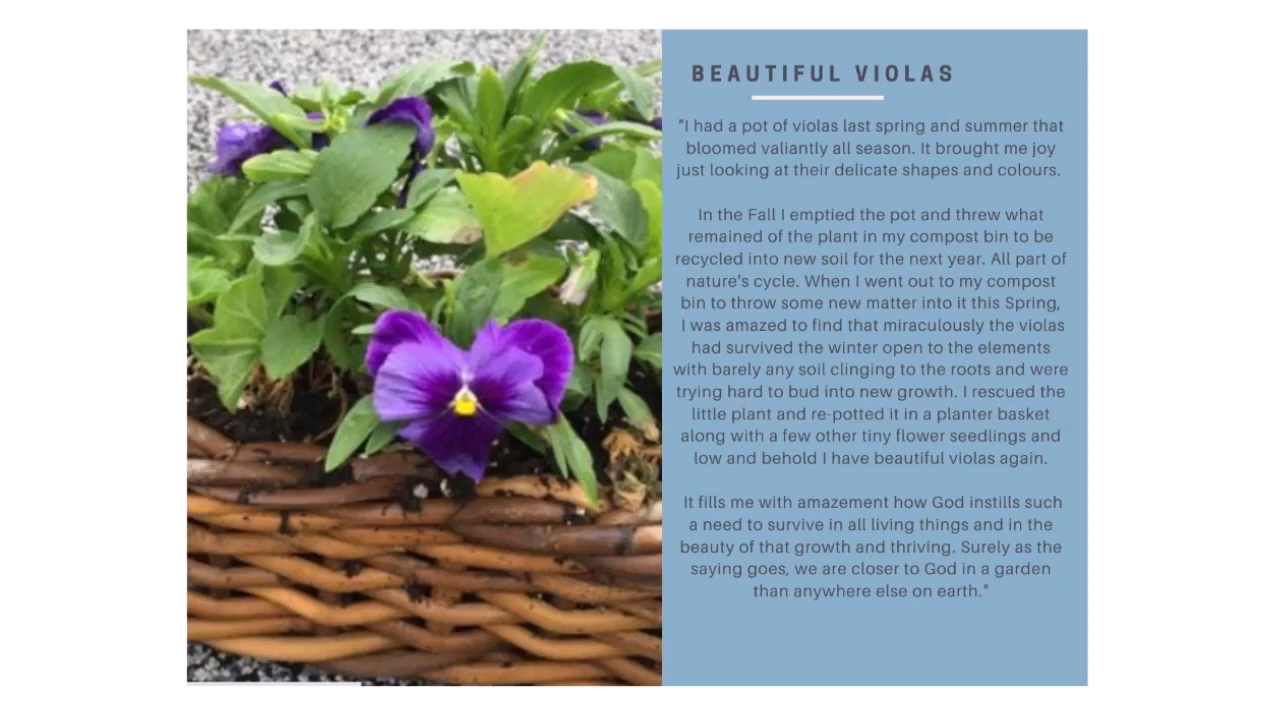 BEAUTIFUL VIOLAS
"I had a pot of violas last spring and summer that
bloomed valiantly all season. It brought me joy
just looking at their delicate shapes and colours.
In the Fall I emptied the pot and threw what
remained of the plant in my compost bin to be
recycled into new soil for the next year. All part of
nature's cycle. When I went out to my compost
bin to throw some new matter into it this Spring,
I was amazed to find that miraculously the violas
had survived the winter open to the elements
with barely any soil clinging to the roots and were
trying hard to bud into new growth. I rescued the
little plant and re-potted it in a planter basket
along with a few other tiny flower seedlings and
low and behold I have beautiful violas again.
It fills me with amazement how God instills such
a need to survive in all living things and in the
beauty of that growth and thriving. Surely as the
saying goes, we are closer to God in a garden
than anywhere else on earth."